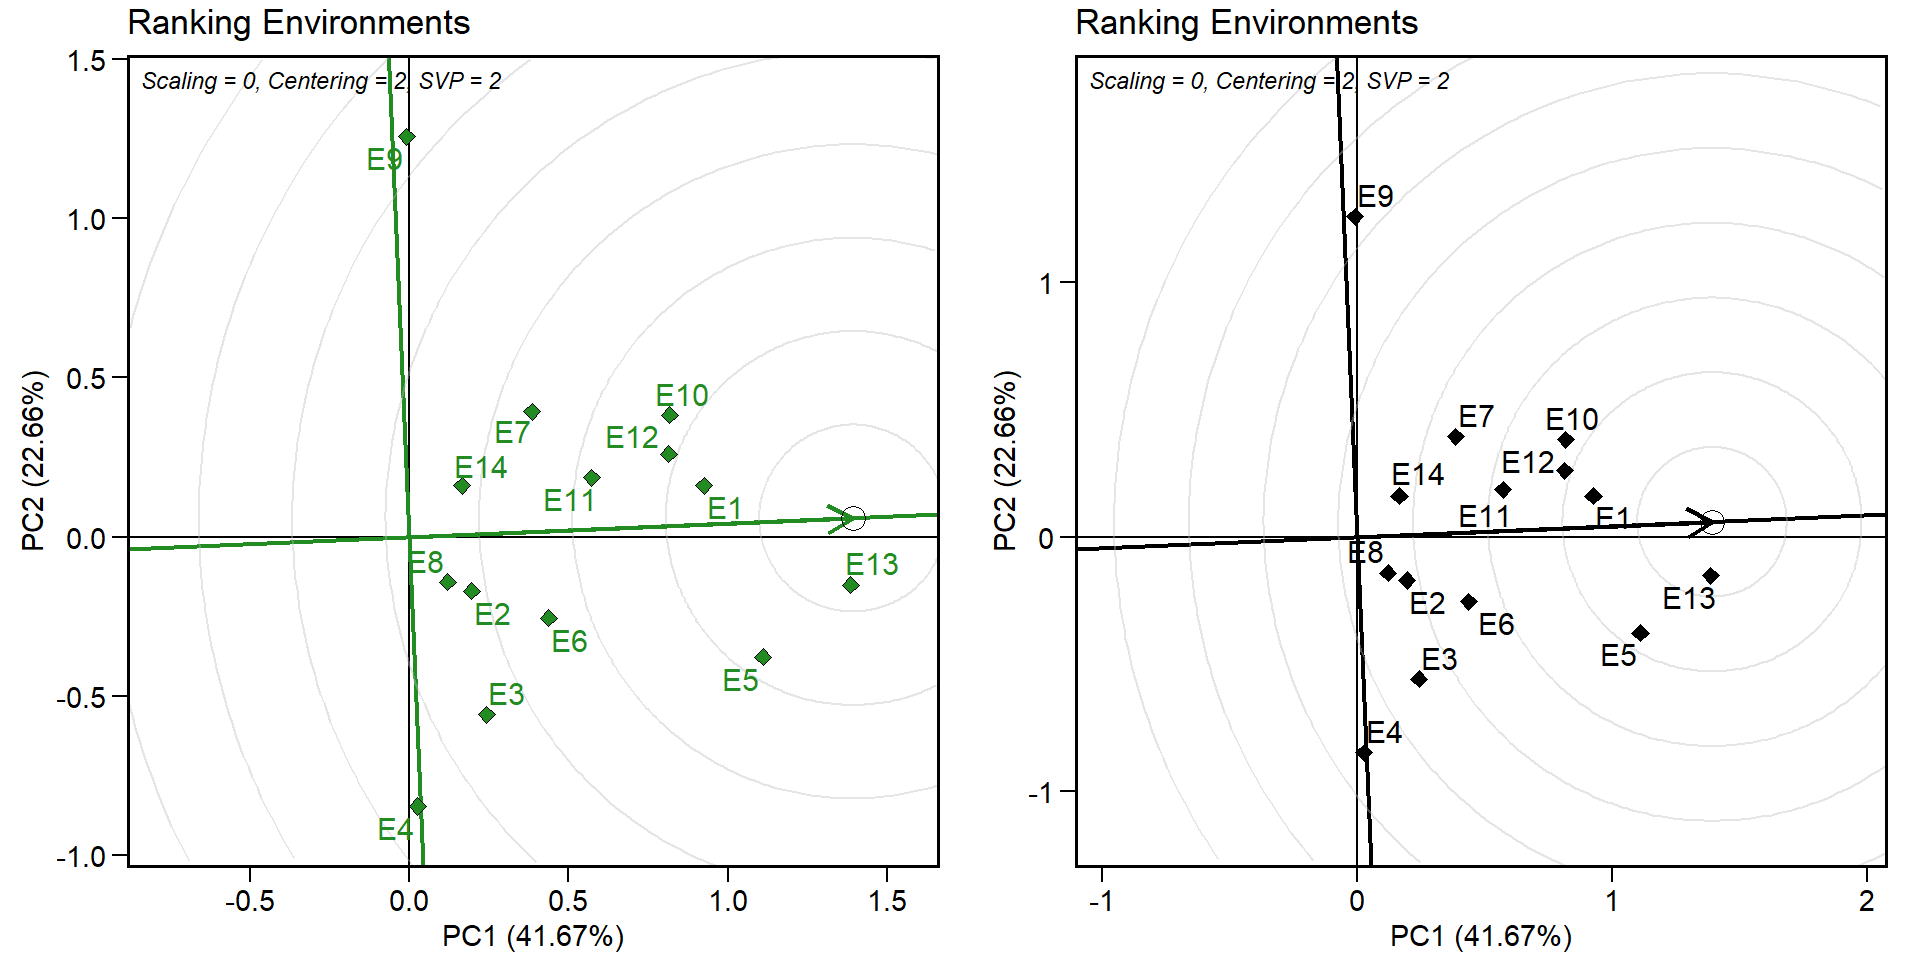 Ranking Environments
Scaling = 0, Centering = 2, SVP = 2
1.5
1.0
0.5
0.0
-0.5
-1.0
PC2 (22.66%)
E9
E10
E7
E12
E14
E11
E1
E8
E13
E2
E6
E5
E3
E4
-0.5
0.0
0.5
1.0
1.5
PC1 (41.67%)
Ranking Environments
Scaling = 0, Centering = 2, SVP = 2
1
0
-1
PC2 (22.66%)
E9
E7
E10
E12
E14
E11
E1
E8
E13
E2
E6
E5
E3
E4
-1
0
1
2
PC1 (41.67%)